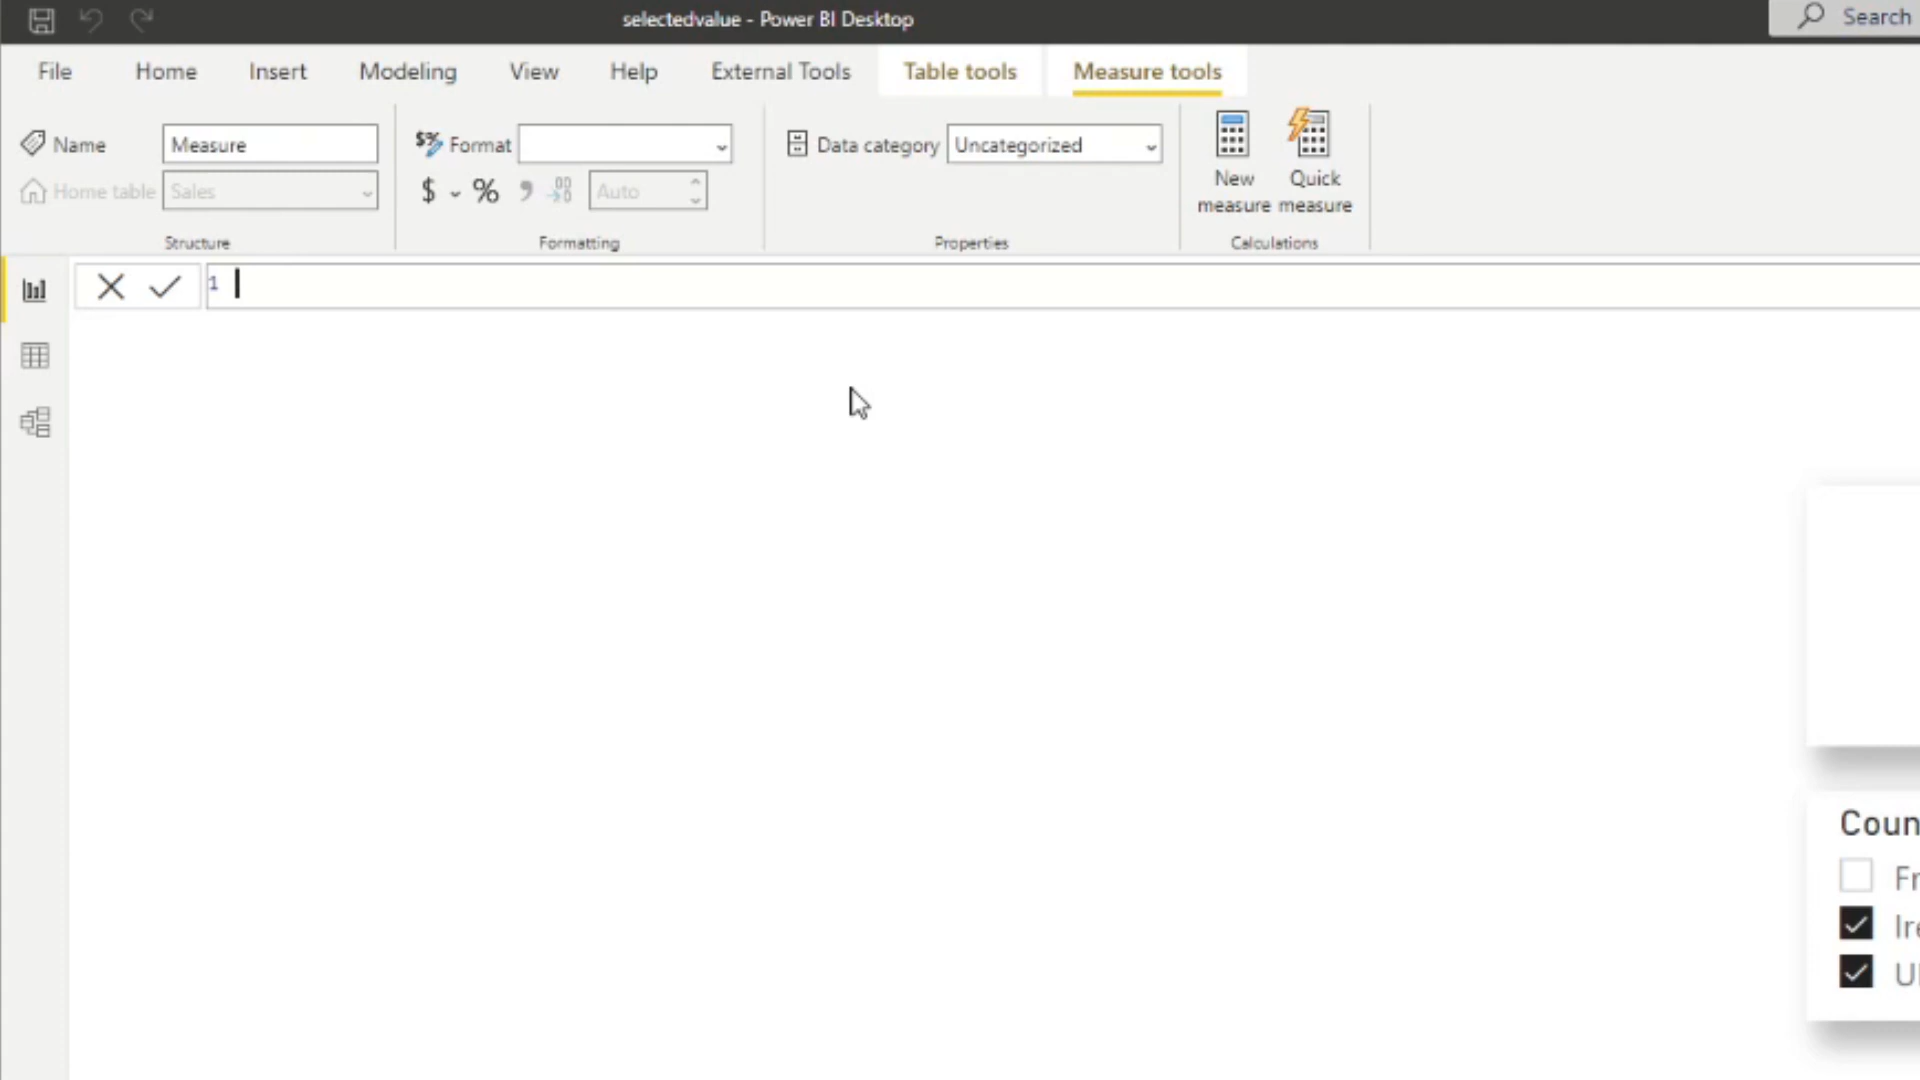 selectedvalue - Power BI Desktop
Search
File Home Insert Modeling View Help External Tools Table tools Measure tools
Name Measure
Format
Data category Uncategorized
Home table Sales
$ % Auto
New measure
Quick measure
Structure Formatting Properties Calculations
1
Coun
Fr
Ire